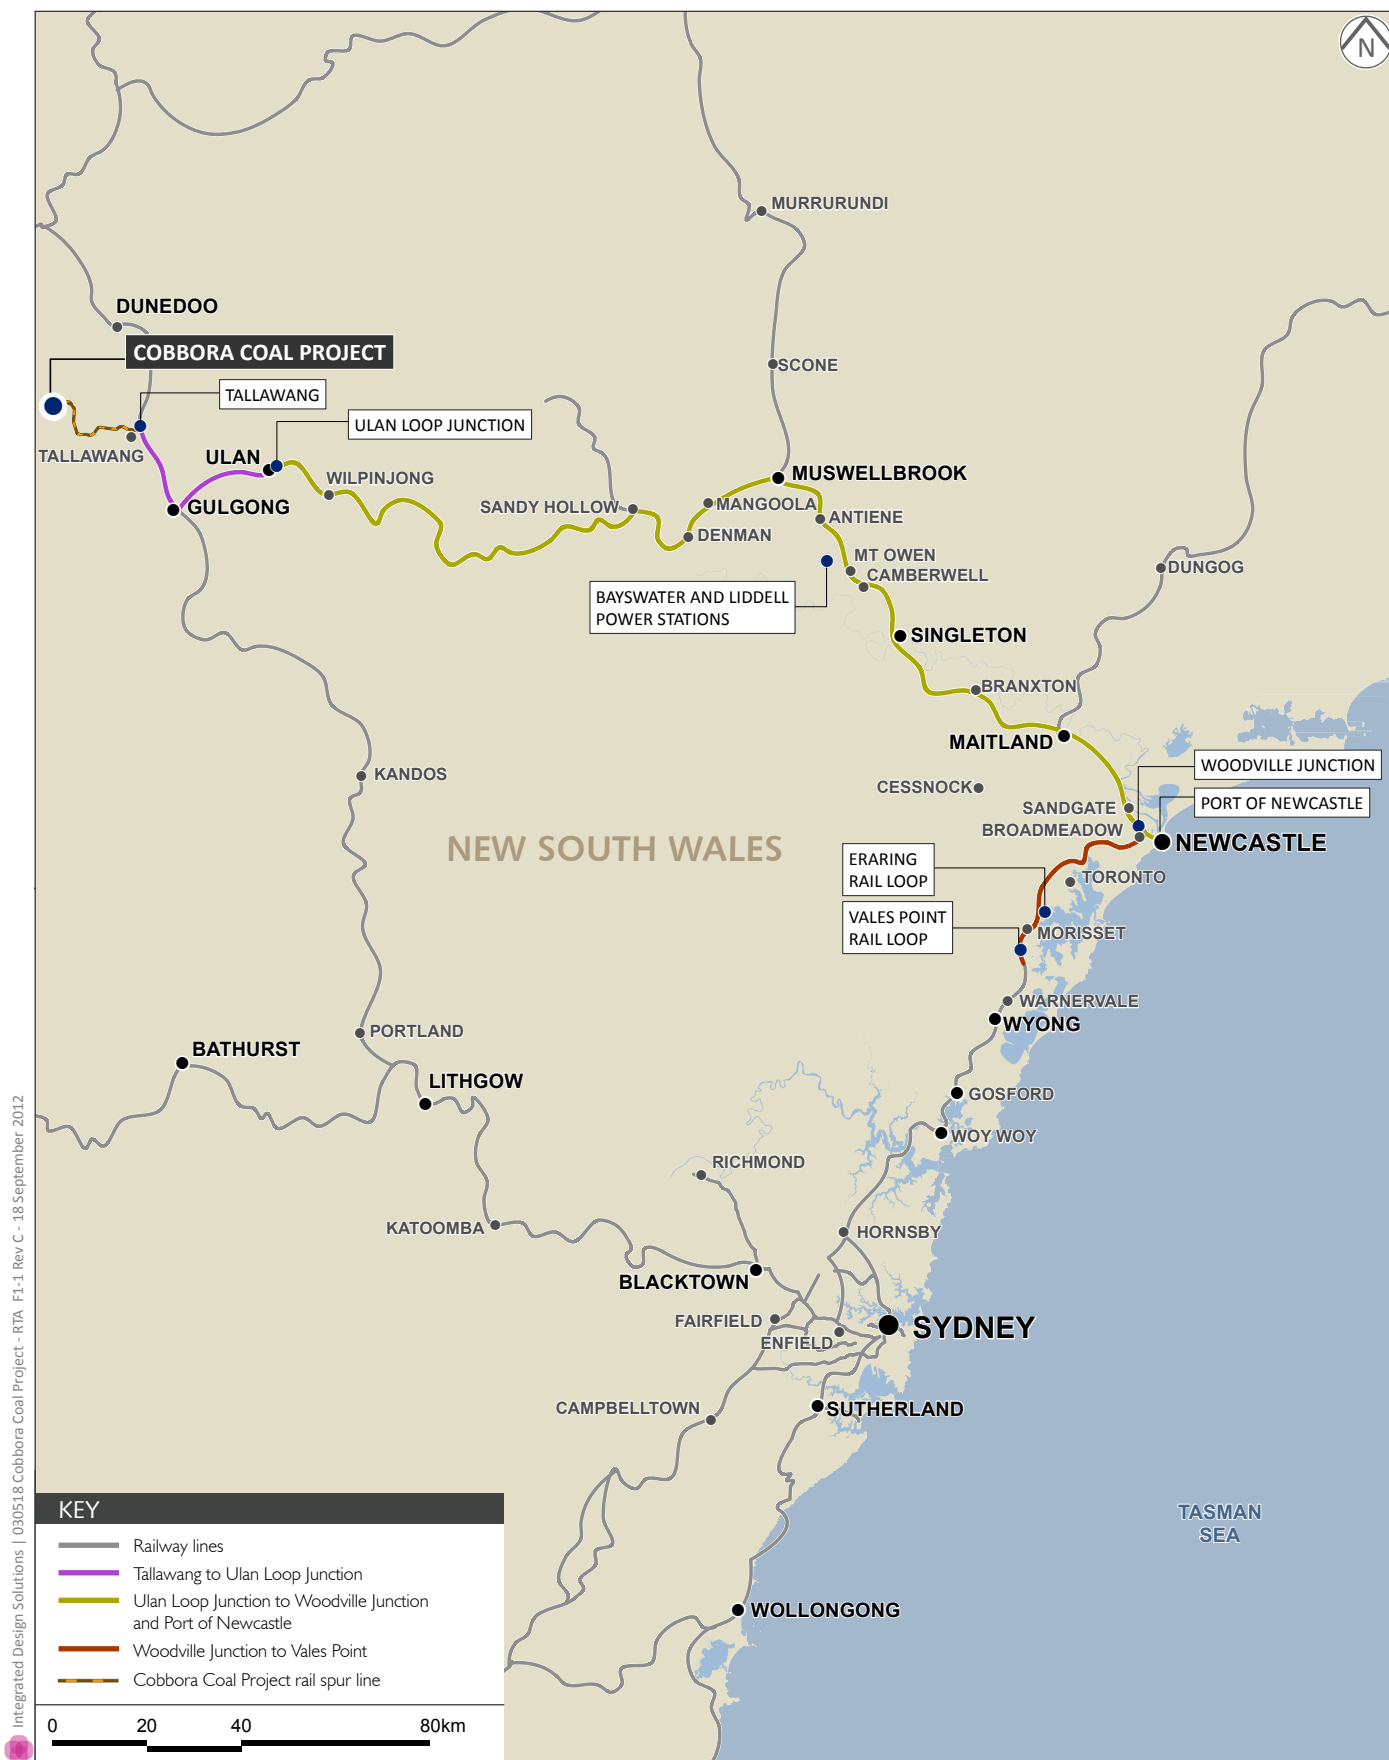 N
MURRURUNDI
DUNEDOO
COBBORA COAL PROJECT
SCONE
TALLAWANG
ULAN LOOP JUNCTION
TALLAWANG
ULAN
WILPINJONG
MUSWELLBROOK
GULGONG
SANDY HOLLOW
MANGOOLA
ANTIENE
DENMAN
MT OWEN
CAMBERWELL
DUNGOG
BAYSWATER AND LIDDELL
POWER STATIONS
SINGLETON
BRANXTON
MAITLAND
WOODVILLE JUNCTION
KANDOS
CESSNOCK
PORT OF NEWCASTLE
SANDGATE
BROADMEADOW
NEWCASTLE
NEW SOUTH WALES
ERARING
RAIL LOOP
TORONTO
VALES POINT
RAIL LOOP
MORISSET
WARNERVALE
WYONG
PORTLAND
BATHURST
LITHGOW
GOSFORD
WOY WOY
RICHMOND
KATOOMBA
HORNSBY
BLACKTOWN
FAIRFIELD
ENFIELD
SYDNEY
CAMPBELLTOWN
SUTHERLAND
TASMAN
SEA
WOLLONGONG
KEY
Railway lines
Tallawang to Ulan Loop Junction
Ulan Loop Junction to Woodville Junction
and Port of Newcastle
Woodville Junction to Vales Point
Cobbora Coal Project rail spur line
0 20 40 80km
Integrated Design Solutions | 030518 Cobbora Coal Project - RTA F1-1 Rev C - 18 September 2012